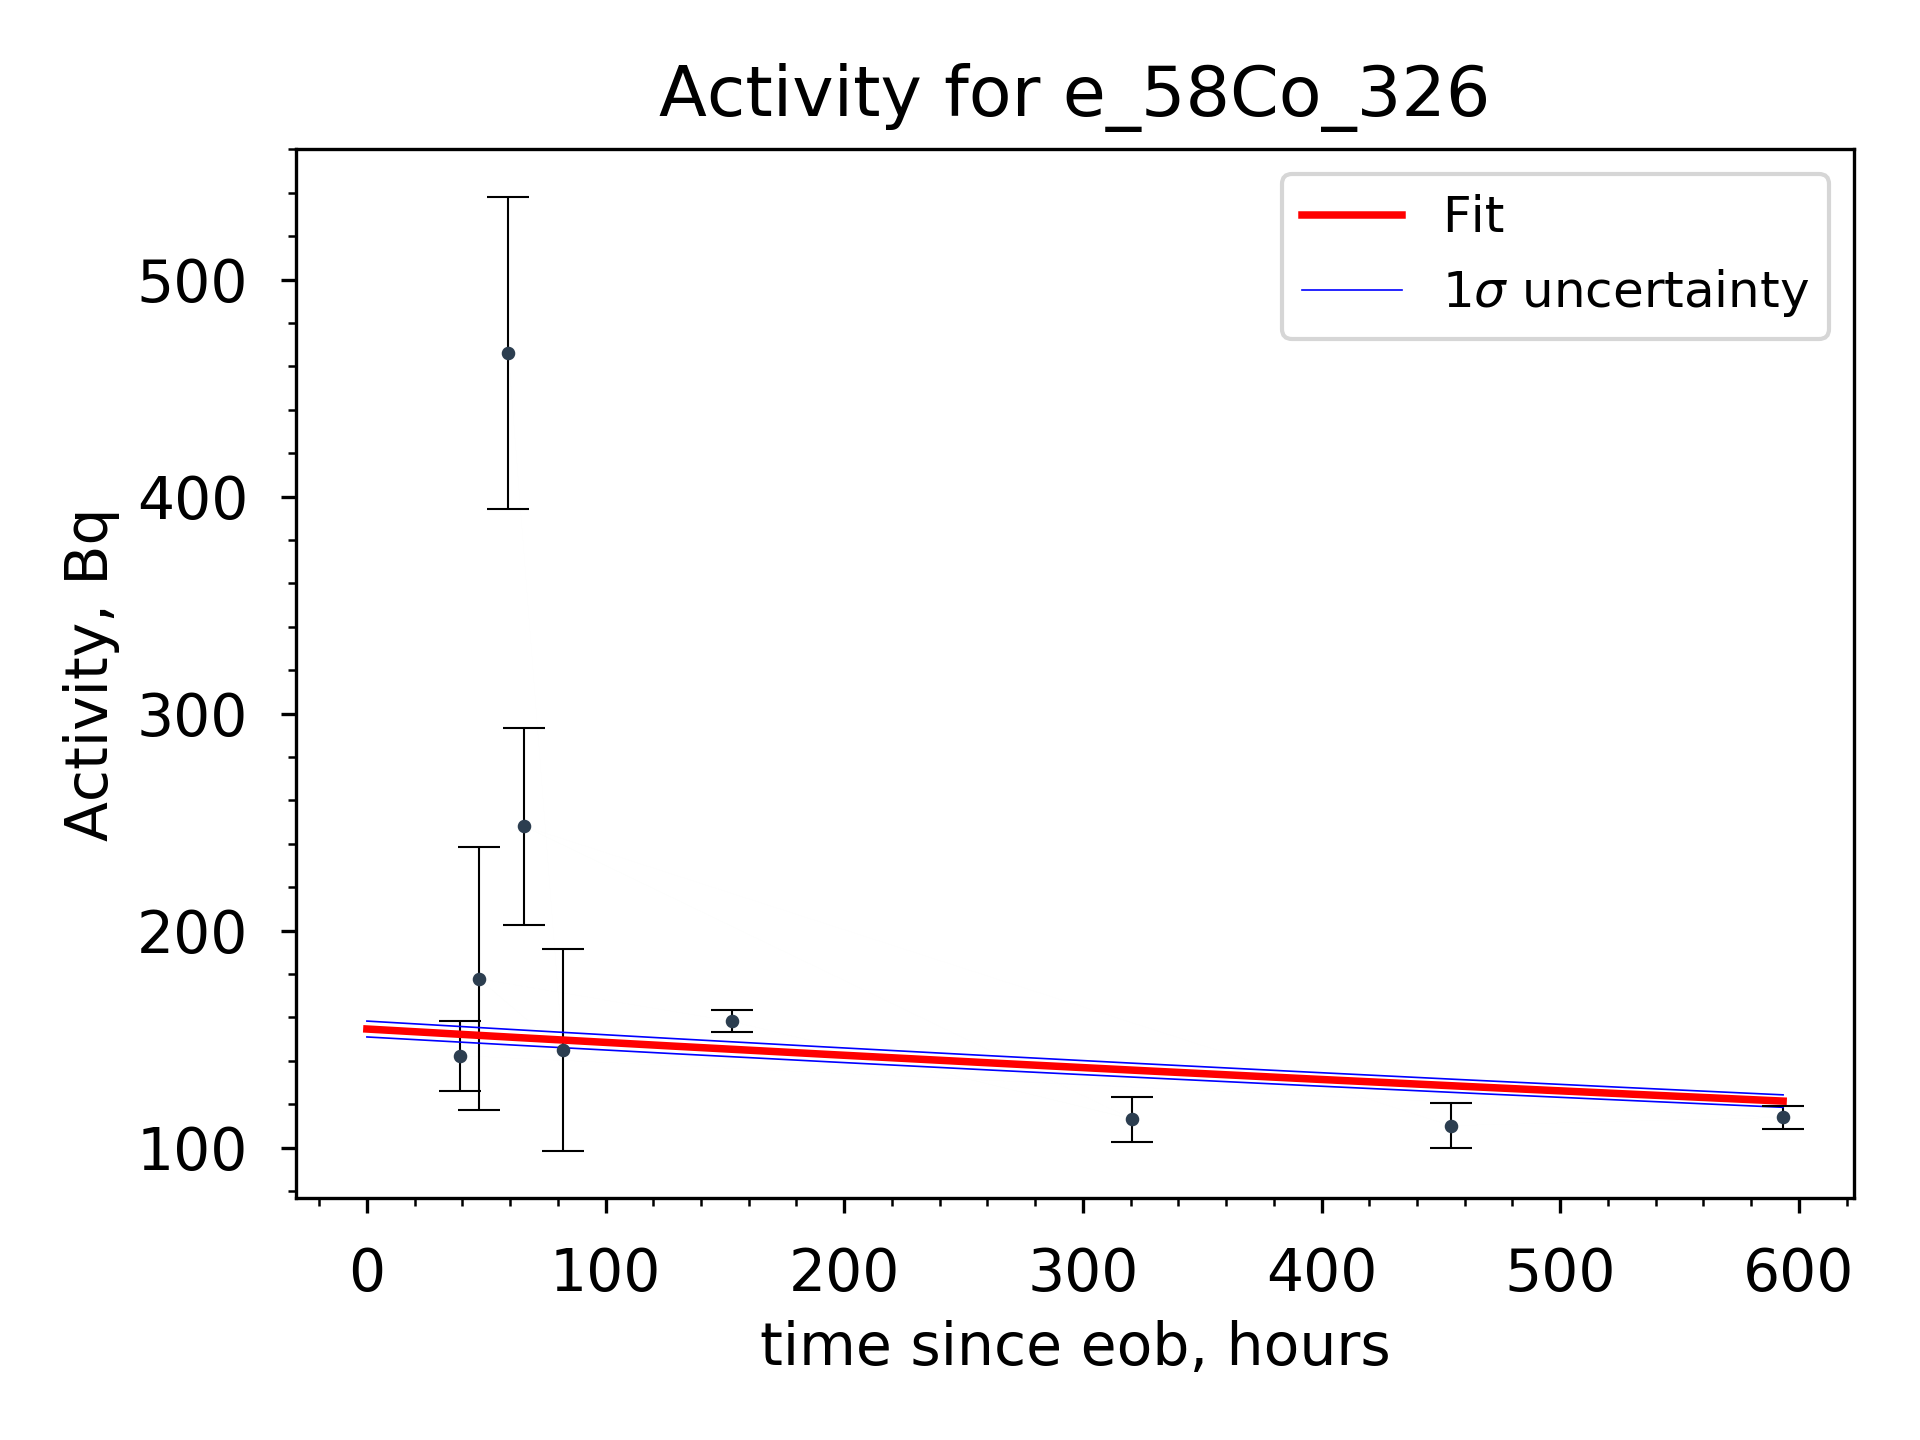 Activity for e_58Co_326
Fit
1σ uncertainty
500
400
300
200
100
Activity, Bq
0 100 200 300 400 500 600
time since eob, hours